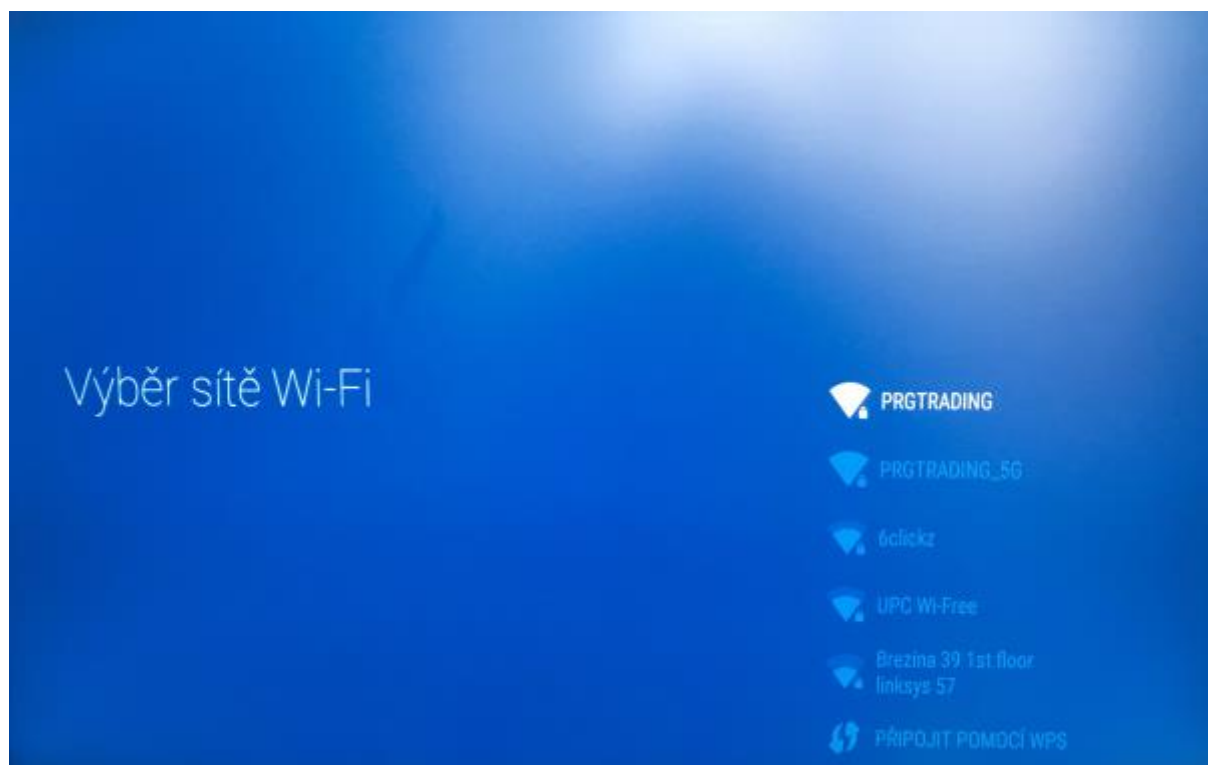 Výběr sítě Wi-Fi
PRGTRADING
PRGTRADING_5G
6clickz
UPC Wi-Free
Brezina 39 1st floor
linksys 57
PŘIPOJIT POMOCÍ WPS